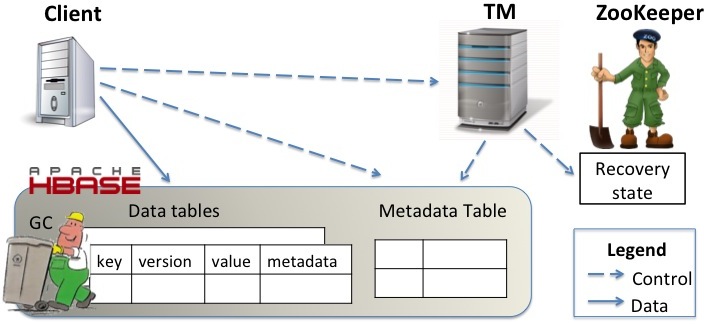 Client
TM
ZooKeeper
APACHE
HBASE
Recovery
state
GC
Data tables
Metadata Table
key version value metadata
Legend
Control
Data